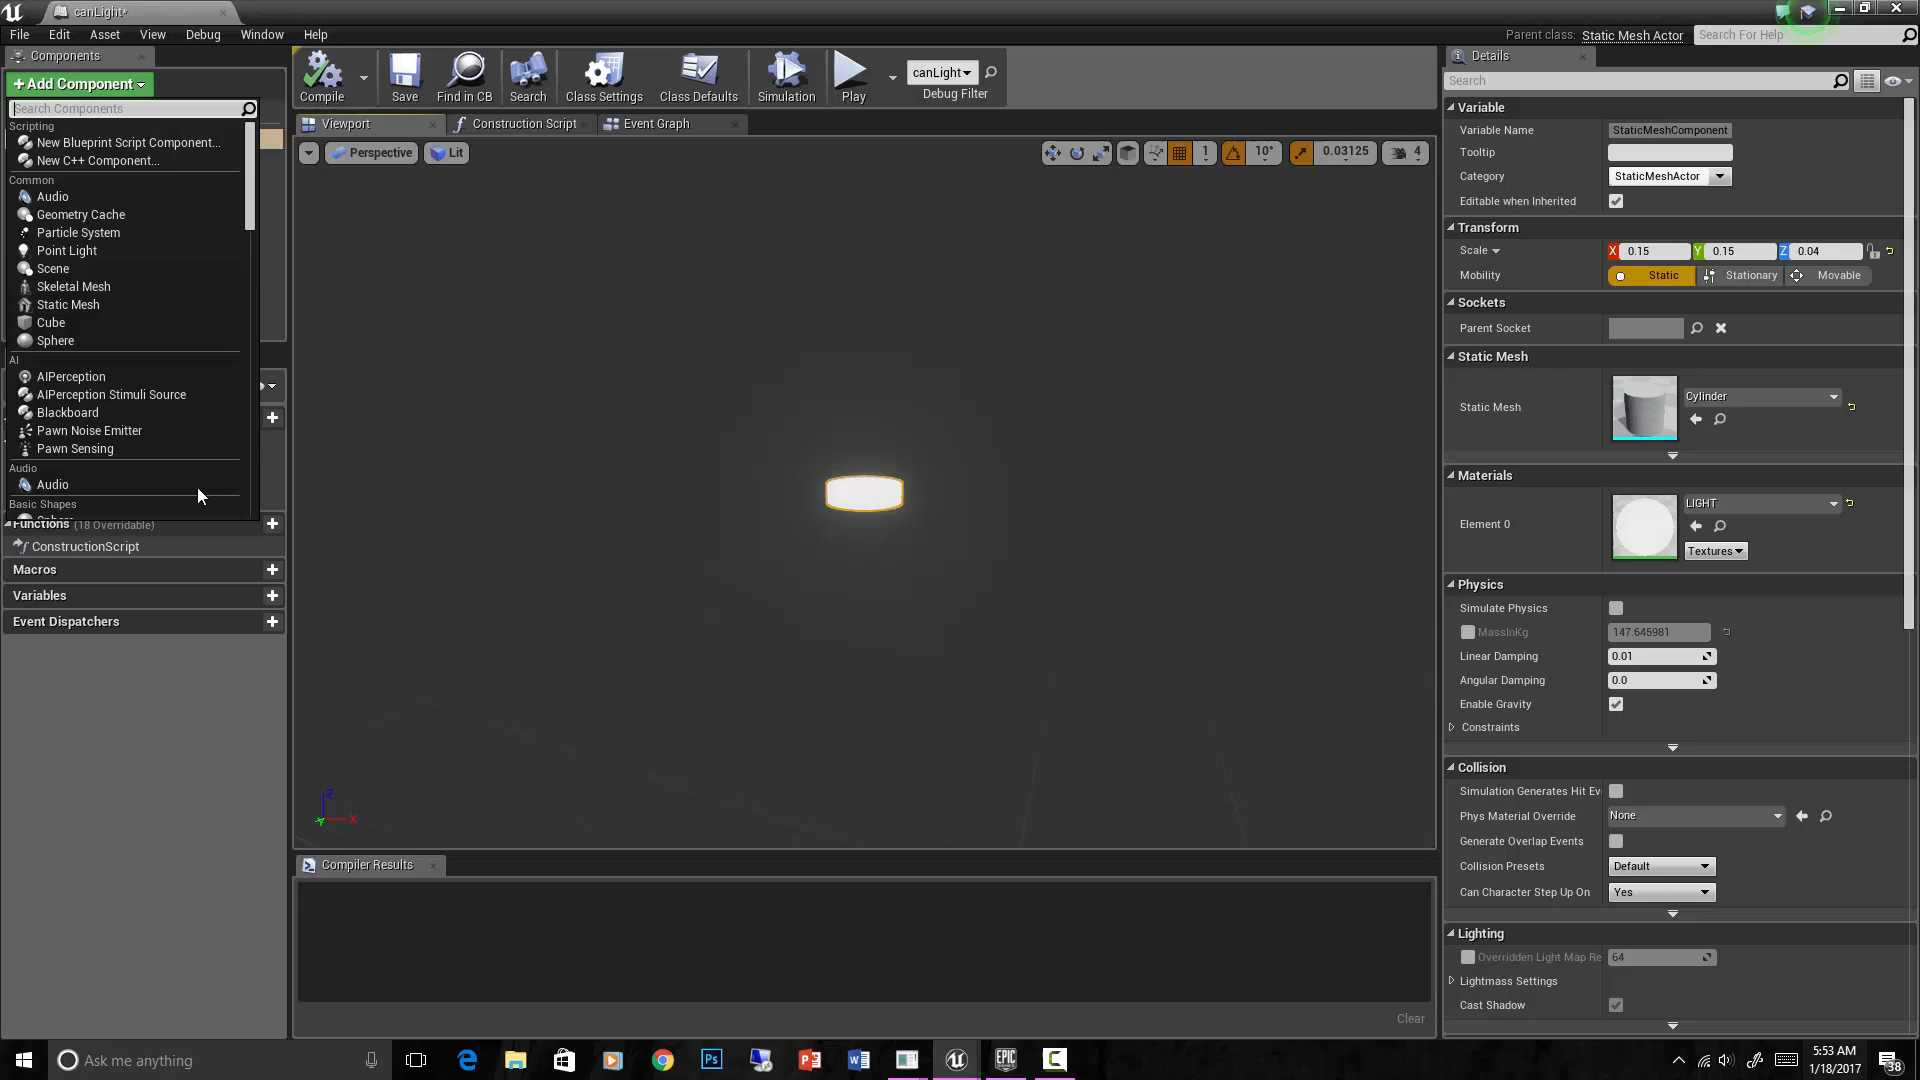 canLight*
File Edit Asset View Debug Window Help
Parent class: Static Mesh Actor
Search For Help
Components
+Add Component
Search Components
Scripting
New Blueprint Script Component...
New C++ Component...
Common
Audio
Geometry Cache
Particle System
Point Light
Scene
Skeletal Mesh
Static Mesh
Cube
Sphere
AI
AIPerception
AIPerception Stimuli Source
Blackboard
Pawn Noise Emitter
Pawn Sensing
Audio
Audio
Basic Shapes
Functions (18 Overridable)
ConstructionScript
Macros
Variables
Event Dispatchers
Compile
Save
Find in CB
Search
Class Settings
Class Defaults
Simulation
Play
canLight
Debug Filter
Viewport
Construction Script
Event Graph
Perspective
Lit
1
10°
0.03125
4
Z
X
Y
Compiler Results
Clear
Details
Search
Variable
Variable Name StaticMeshComponent
Tooltip
Category StaticMeshActor
Editable when Inherited
Transform
Scale X 0.15 Y 0.15 Z 0.04
Mobility Static Stationary Movable
Sockets
Parent Socket
Static Mesh
Static Mesh Cylinder
Materials
Element 0 LIGHT
Textures
Physics
Simulate Physics
MassInKg 147.645981
Linear Damping 0.01
Angular Damping 0.0
Enable Gravity
Constraints
Collision
Simulation Generates Hit Ev
Phys Material Override None
Generate Overlap Events
Collision Presets Default
Can Character Step Up On Yes
Lighting
Overridden Light Map Re 64
Lightmass Settings
Cast Shadow
Ask me anything
EPIC GAMES
5:53 AM
1/18/2017
38